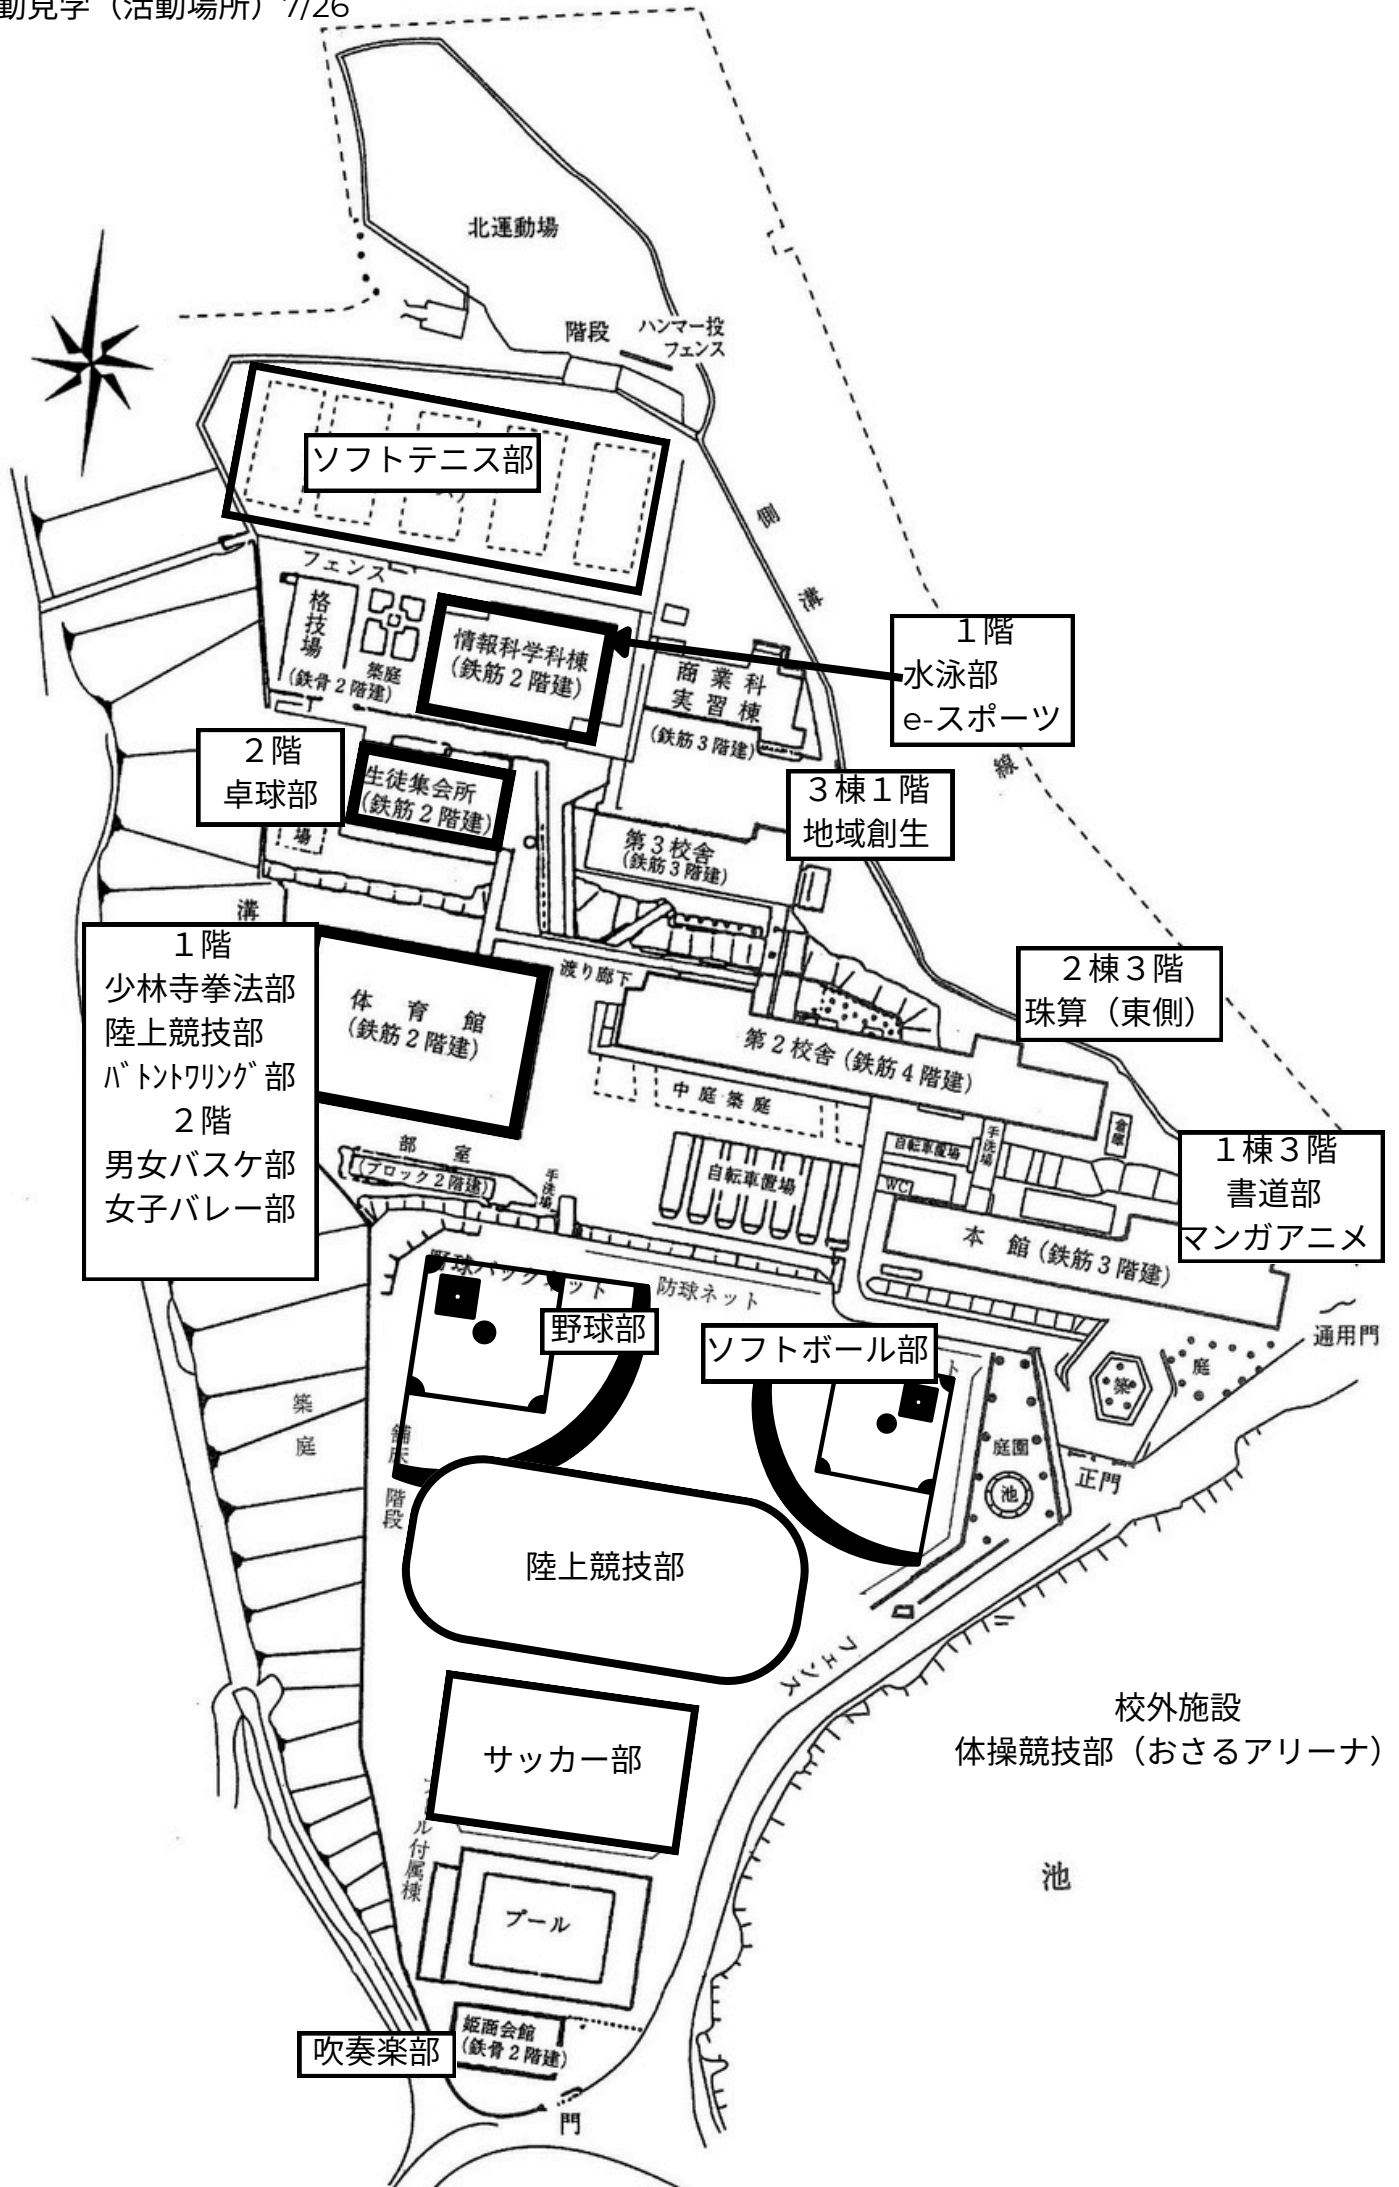 動見学（活動場所）7/26
北運動場
階段
ハンマー投
フェンス
ソフトテニス部
側
溝
線
フェンス
格技場
(鉄骨２階建)
築庭
情報科学科棟
(鉄筋２階建)
商業科
実習棟
(鉄筋３階建)
１階
水泳部
e-スポーツ
２階
卓球部
生徒集会所
(鉄筋２階建)
場
３棟１階
地域創生
第３校舎
(鉄筋３階建)
溝
１階
少林寺拳法部
陸上競技部
ﾊﾞﾄﾝﾄﾜﾘﾝｸﾞ部
２階
男女バスケ部
女子バレー部
体育館
(鉄筋２階建)
渡り廊下
２棟３階
珠算（東側）
第２校舎(鉄筋４階建)
中庭築庭
部室
(ブロック２階建)
手洗場
自転車置場
自転車置場
手洗場
倉庫
WC
１棟３階
書道部
マンガアニメ
本館(鉄筋３階建)
野球バックネット
防球ネット
野球部
ソフトボール部
ト
通用門
築
庭
庭園
池
正門
築
庭
舗床
階段
陸上競技部
フェンス
サッカー部
校外施設
体操競技部（おさるアリーナ）
プール付属棟
池
プール
吹奏楽部
姫商会館
(鉄骨２階建)
門